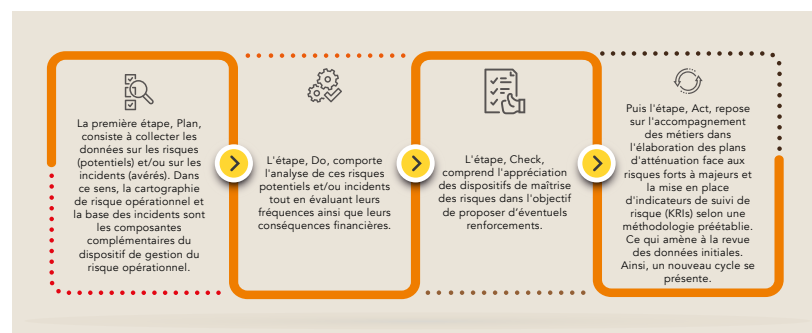 La première étape, Plan,
consiste à collecter les
données sur les risques
(potentiels) et/ou sur les
incidents (avérés). Dans
ce sens, la cartographie
de risque opérationnel et
la base des incidents sont
les composantes
complémentaires du
dispositif de gestion du
risque opérationnel.
L'étape, Do, comporte
l'analyse de ces risques
potentiels et/ou incidents
tout en évaluant leurs
fréquences ainsi que leurs
conséquences financières.
L'étape, Check,
comprend l'appréciation
des dispositifs de maîtrise
des risques dans l'objectif
de proposer d'éventuels
renforcements.
Puis l'étape, Act, repose
sur l'accompagnement
des métiers dans
l'élaboration des plans
d'atténuation face aux
risques forts à majeurs et
la mise en place
d'indicateurs de suivi de
risque (KRIs) selon une
méthodologie préétablie.
Ce qui amène à la revue
des données initiales.
Ainsi, un nouveau cycle se
présente.